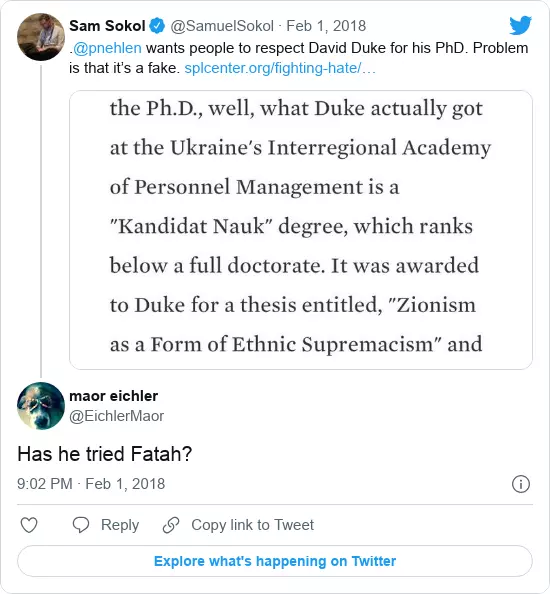 Sam Sokol @SamuelSokol · Feb 1, 2018
.@pnehlen wants people to respect David Duke for his PhD. Problem
is that it’s a fake. splcenter.org/fighting-hate/…
the Ph.D., well, what Duke actually got
at the Ukraine's Interregional Academy
of Personnel Management is a
"Kandidat Nauk" degree, which ranks
below a full doctorate. It was awarded
to Duke for a thesis entitled, "Zionism
as a Form of Ethnic Supremacism" and
maor eichler
@EichlerMaor
Has he tried Fatah?
9:02 PM · Feb 1, 2018
Reply Copy link to Tweet
Explore what's happening on Twitter